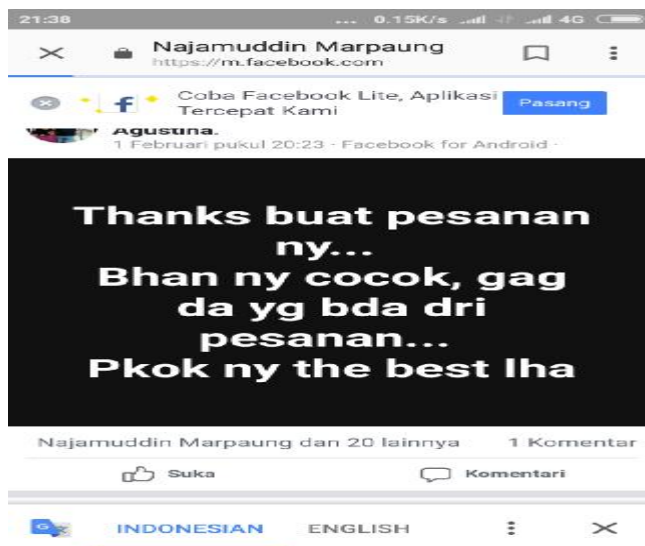 21:38 ... 0.15K/s 4G
Najamuddin Marpaung
https://m.facebook.com
Coba Facebook Lite, Aplikasi
Tercepat Kami
Pasang
Agustina.
1 Februari pukul 20:23 · Facebook for Android ·
Thanks buat pesanan
ny...
Bhan ny cocok, gag
da yg bda dri
pesanan...
Pkok ny the best lha
Najamuddin Marpaung dan 20 lainnya 1 Komentar
Suka Komentari
INDONESIAN ENGLISH